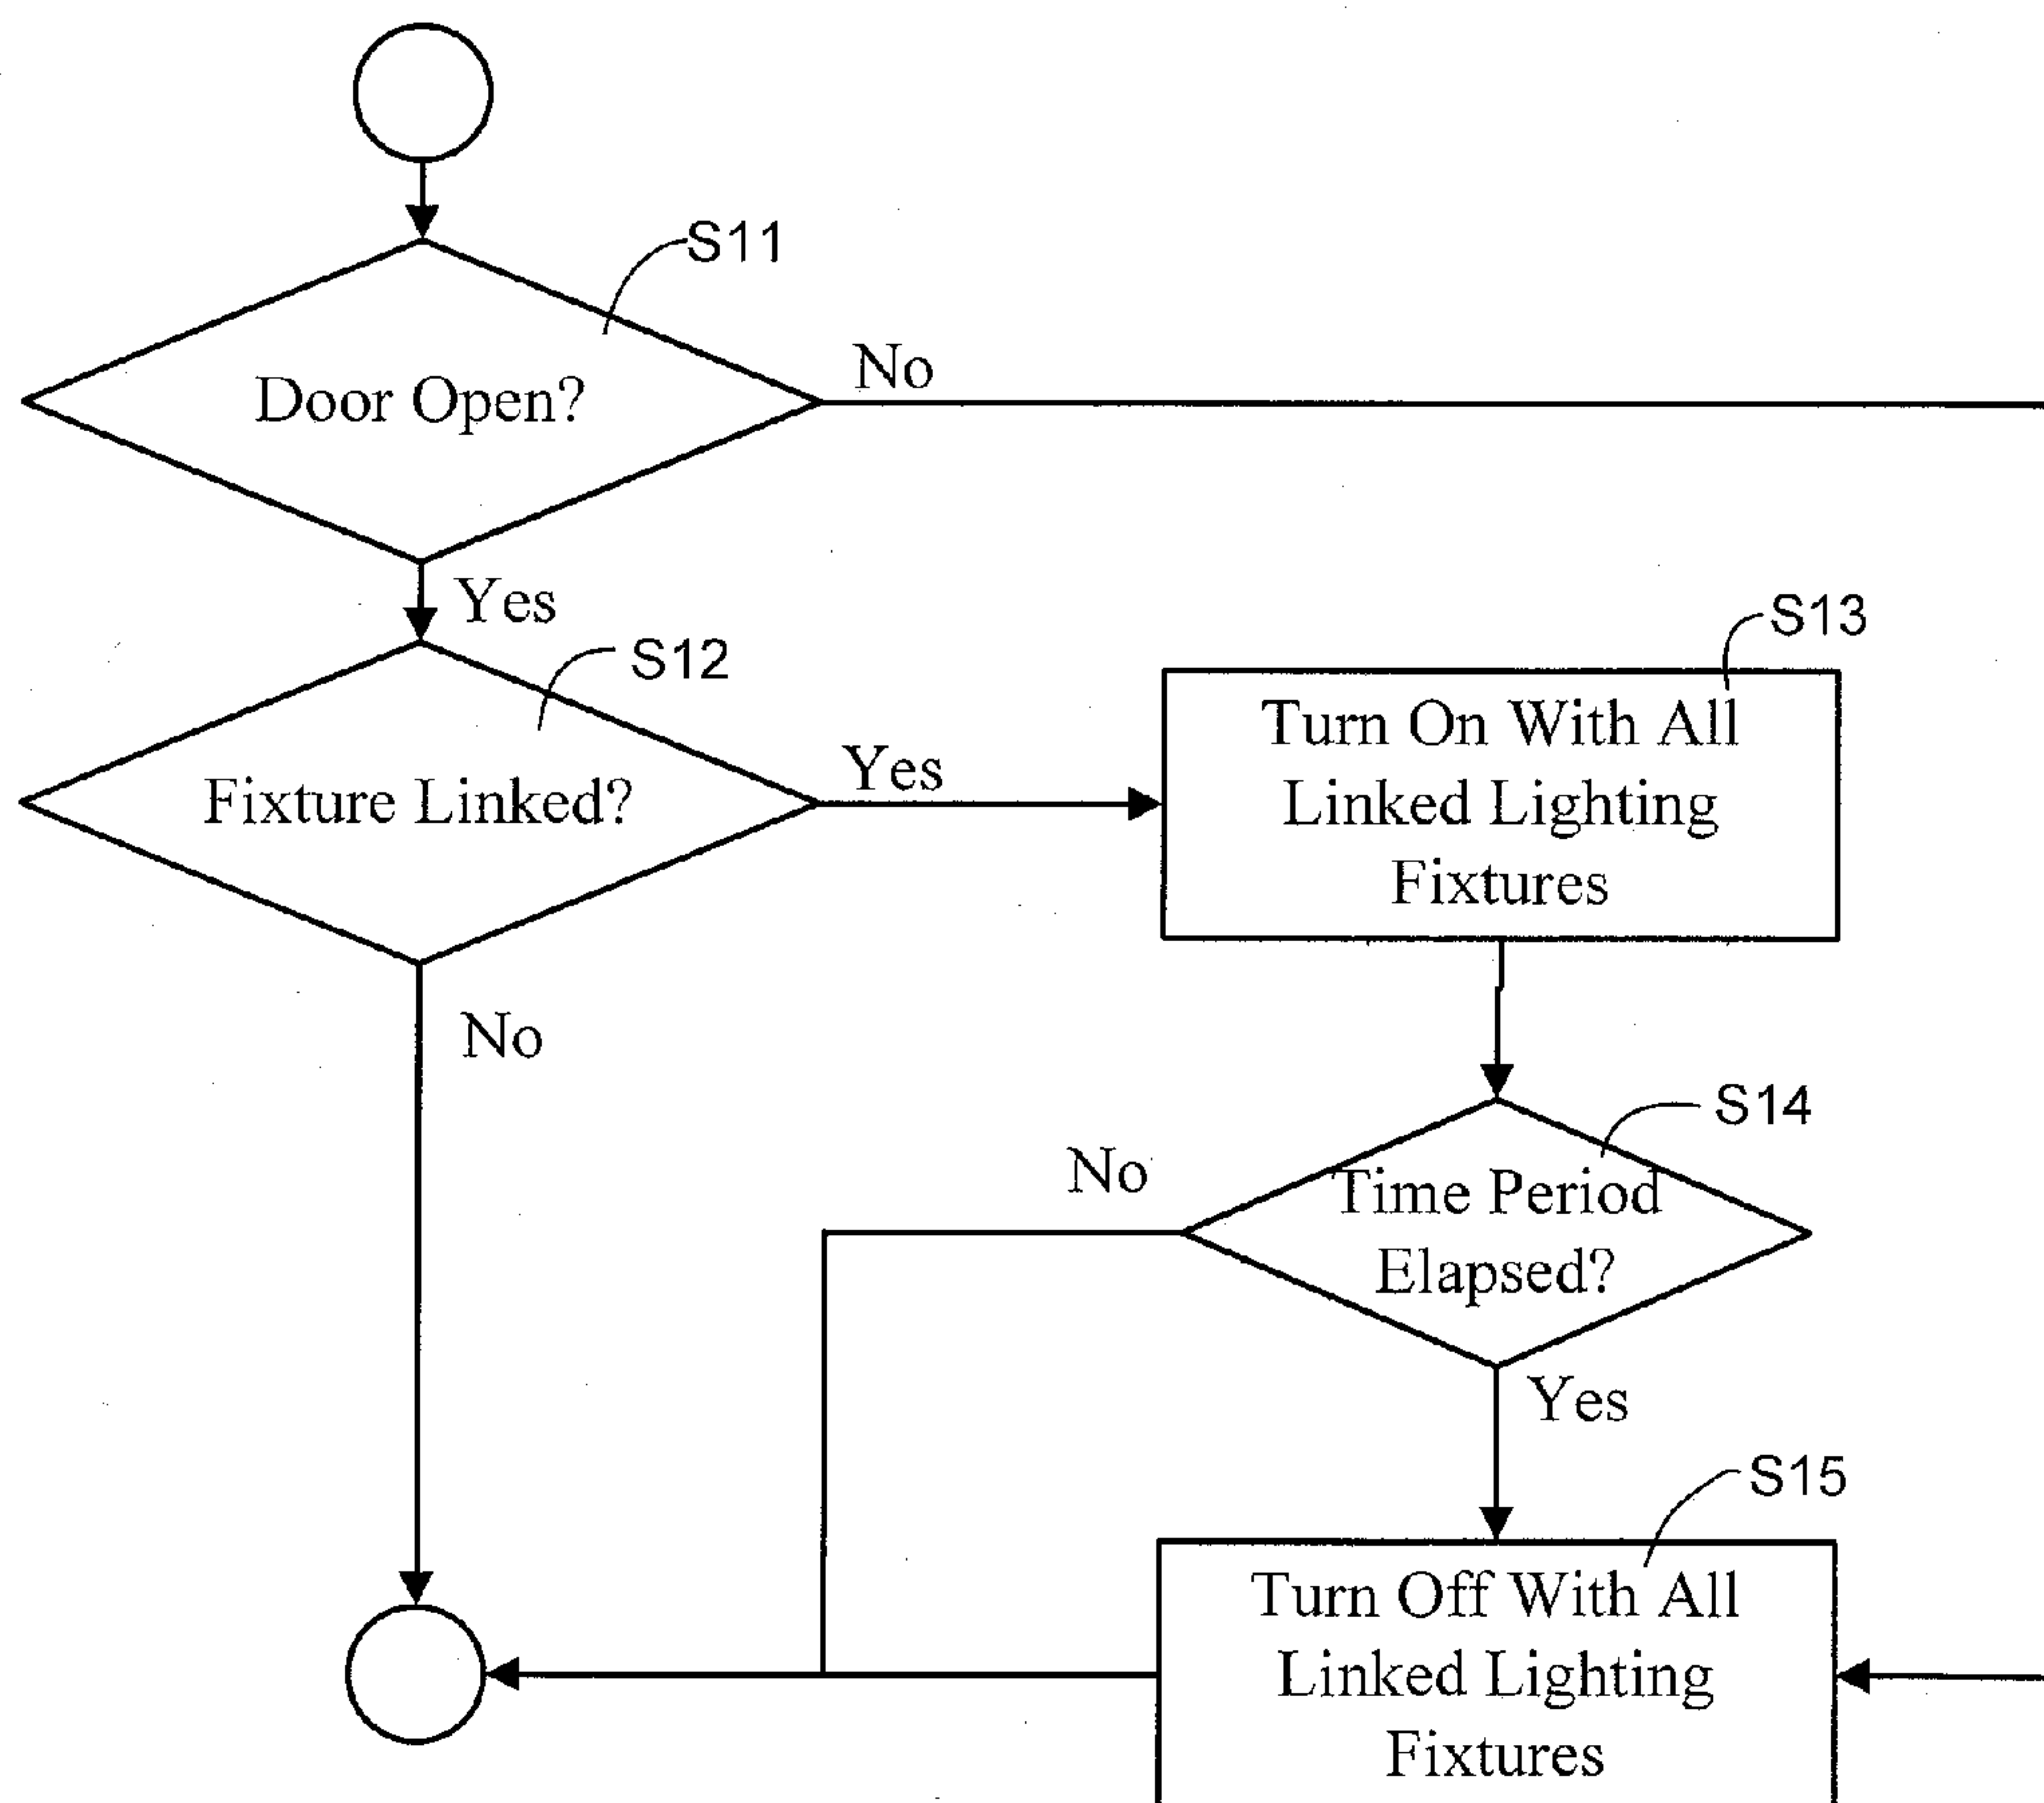 S11
Door Open?
No
Yes
S12
Fixture Linked?
Yes
S13
Turn On With All
Linked Lighting
Fixtures
No
S14
No
Time Period
Elapsed?
Yes
S15
Turn Off With All
Linked Lighting
Fixtures